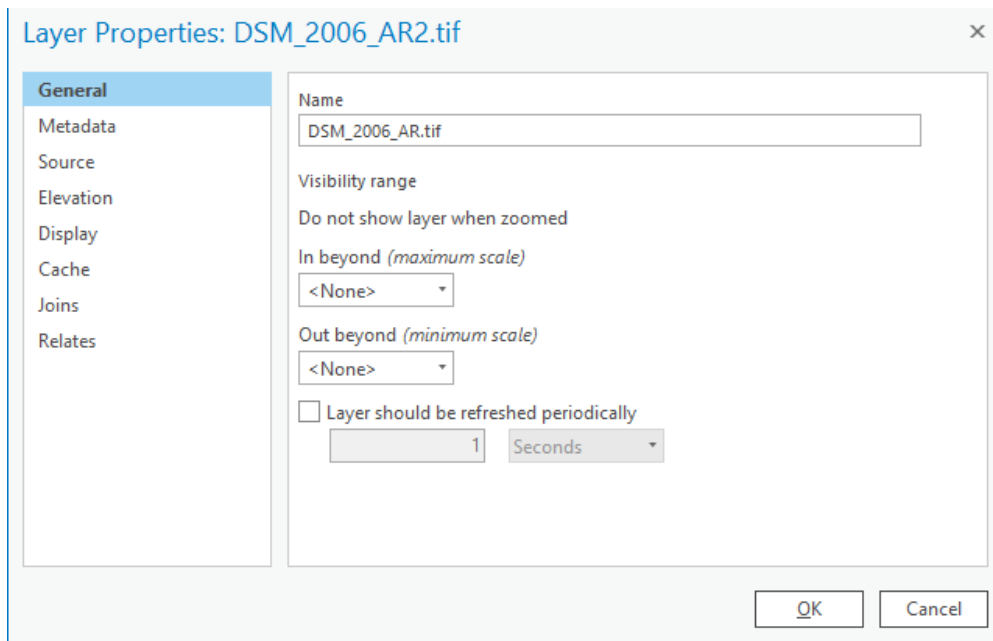 Layer Properties: DSM_2006_AR2.tif
General
Metadata
Source
Elevation
Display
Cache
Joins
Relates
Name
DSM_2006_AR.tif
Visibility range
Do not show layer when zoomed
In beyond (maximum scale)
<None>
Out beyond (minimum scale)
<None>
Layer should be refreshed periodically
1 Seconds
OK Cancel